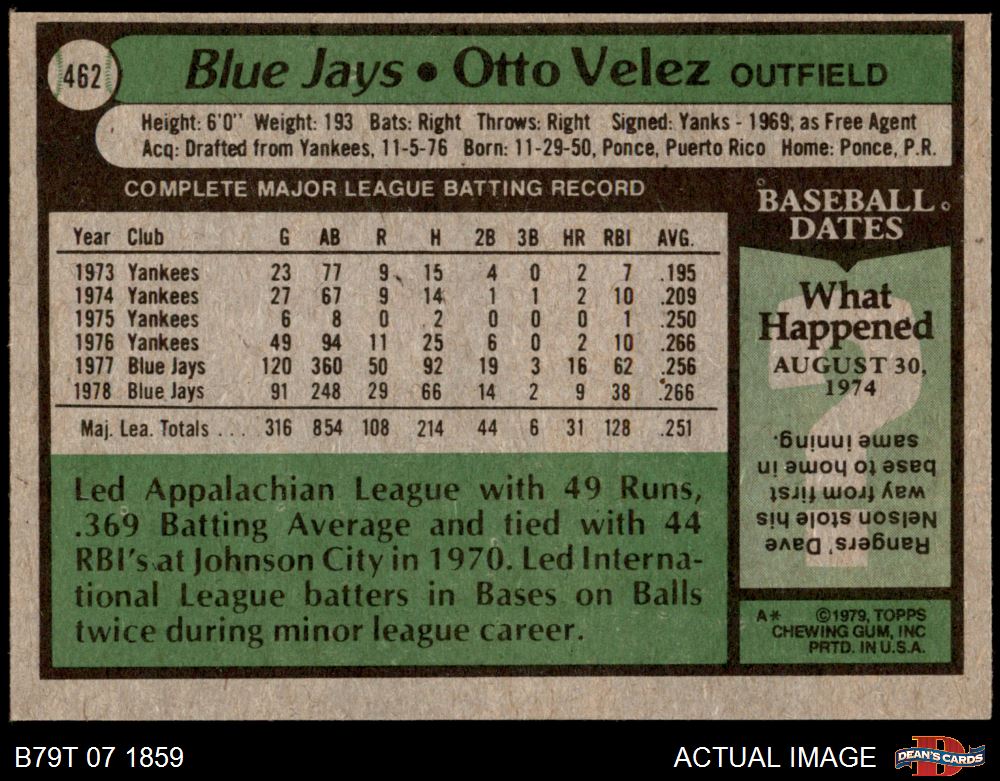 462
Blue Jays • Otto Velez OUTFIELD
Height: 6'0" Weight: 193 Bats: Right Throws: Right Signed: Yanks - 1969, as Free Agent
Acq: Drafted from Yankees, 11-5-76 Born: 11-29-50, Ponce, Puerto Rico Home: Ponce, P.R.
COMPLETE MAJOR LEAGUE BATTING RECORD
Year Club G AB R H 2B 3B HR RBI AVG.
1973 Yankees 23 77 9 15 4 0 2 7 .195
1974 Yankees 27 67 9 14 1 1 2 10 .209
1975 Yankees 6 8 0 2 0 0 0 1 .250
1976 Yankees 49 94 11 25 6 0 2 10 .266
1977 Blue Jays 120 360 50 92 19 3 16 62 .256
1978 Blue Jays 91 248 29 66 14 2 9 38 .266
Maj. Lea. Totals ... 316 854 108 214 44 6 31 128 .251
Led Appalachian League with 49 Runs,
.369 Batting Average and tied with 44
RBI's at Johnson City in 1970. Led Interna-
tional League batters in Bases on Balls
twice during minor league career.
BASEBALL
DATES
What
Happened
AUGUST 30,
1974
?
Rangers' Dave
Nelson stole his
way from first
base to home in
same inning.
A* ©1979, TOPPS
CHEWING GUM, INC
PRTD. IN U.S.A.
B79T 07 1859
ACTUAL IMAGE
D
DEAN'S CARDS